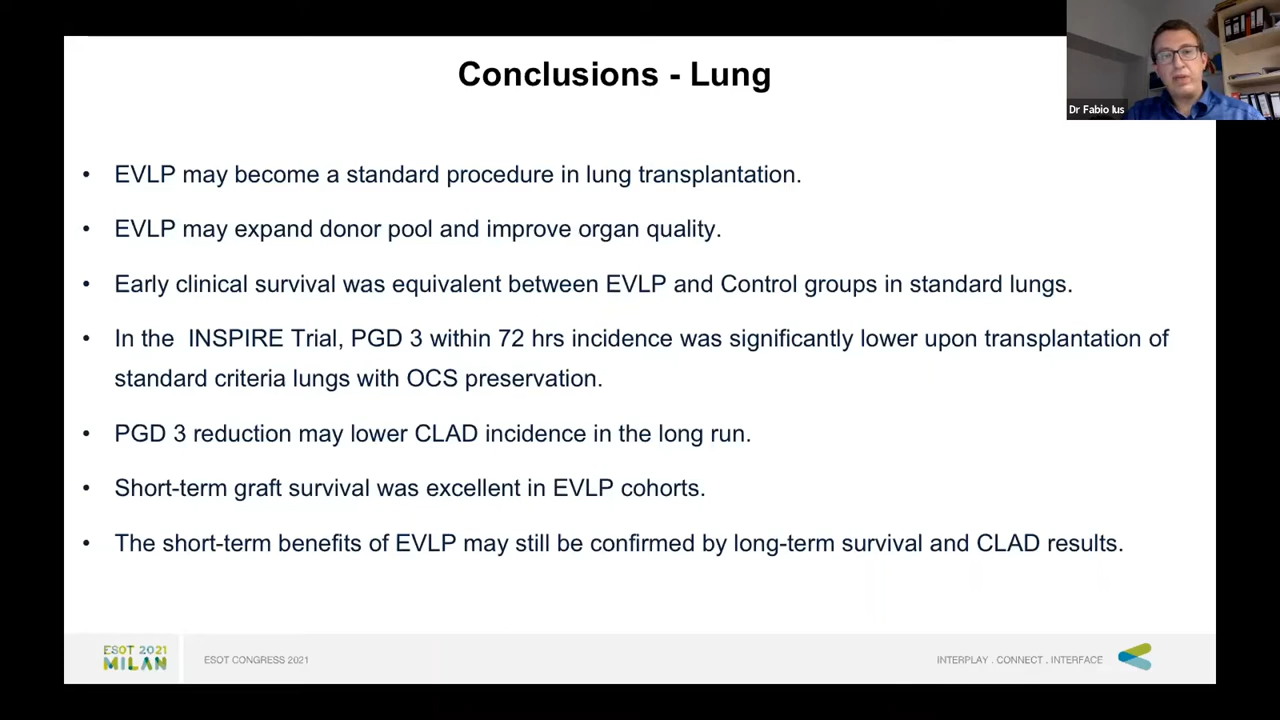 Conclusions - Lung
Dr Fabio Ius
• EVLP may become a standard procedure in lung transplantation.
• EVLP may expand donor pool and improve organ quality.
• Early clinical survival was equivalent between EVLP and Control groups in standard lungs.
• In the  INSPIRE Trial, PGD 3 within 72 hrs incidence was significantly lower upon transplantation of
standard criteria lungs with OCS preservation.
• PGD 3 reduction may lower CLAD incidence in the long run.
• Short-term graft survival was excellent in EVLP cohorts.
• The short-term benefits of EVLP may still be confirmed by long-term survival and CLAD results.
ESOT 2021
MILAN
ESOT CONGRESS 2021
INTERPLAY . CONNECT . INTERFACE